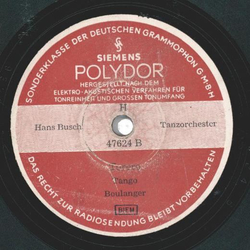 SONDERKLASSE DER DEUTSCHEN GRAMMOPHON G·M·B·H
SIEMENS
POLYDOR
HERGESTELLT NACH DEM
ELEKTRO-AKUSTISCHEN VERFAHREN FÜR
TONREINHEIT UND GROSSEN TONUMFANG
H
Hans Busch Tanzorchester
47624 B
Tango
Boulanger
BIEM
DAS RECHT ZUR RADIOSENDUNG BLEIBT VORBEHALTEN